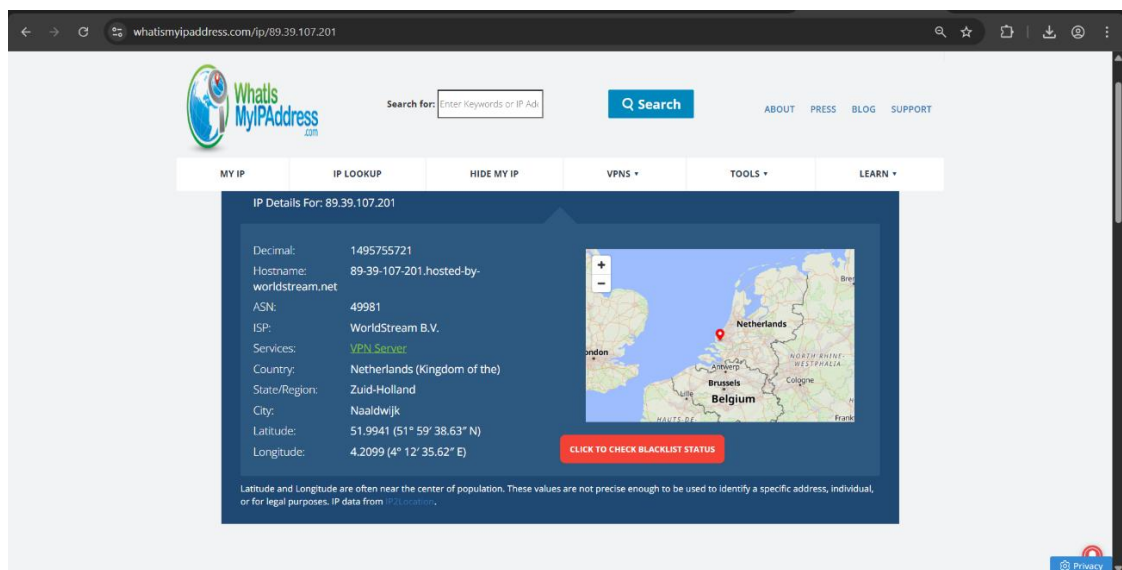 whatismyipaddress.com/ip/89.39.107.201
WhatIs
MyIPAddress
.com
Search for: Enter Keywords or IP Ad
Search
ABOUT PRESS BLOG SUPPORT
MY IP IP LOOKUP HIDE MY IP VPNS TOOLS LEARN
IP Details For: 89.39.107.201
Decimal: 1495755721
Hostname: 89-39-107-201.hosted-by-
worldstream.net
ASN: 49981
ISP: WorldStream B.V.
Services: VPN Server
Country: Netherlands (Kingdom of the)
State/Region: Zuid-Holland
City: Naaldwijk
Latitude: 51.9941 (51° 59′ 38.63″ N)
Longitude: 4.2099 (4° 12′ 35.62″ E)
+
−
Bre
Netherlands
ondon
NORTH RHINE-
WESTPHALIA
Antwerp
Brussels
Cologne
Lille
Belgium
HAUTS-DE-
Frank
CLICK TO CHECK BLACKLIST STATUS
Latitude and Longitude are often near the center of population. These values are not precise enough to be used to identify a specific address, individual,
or for legal purposes. IP data from IP2Location.
Privacy